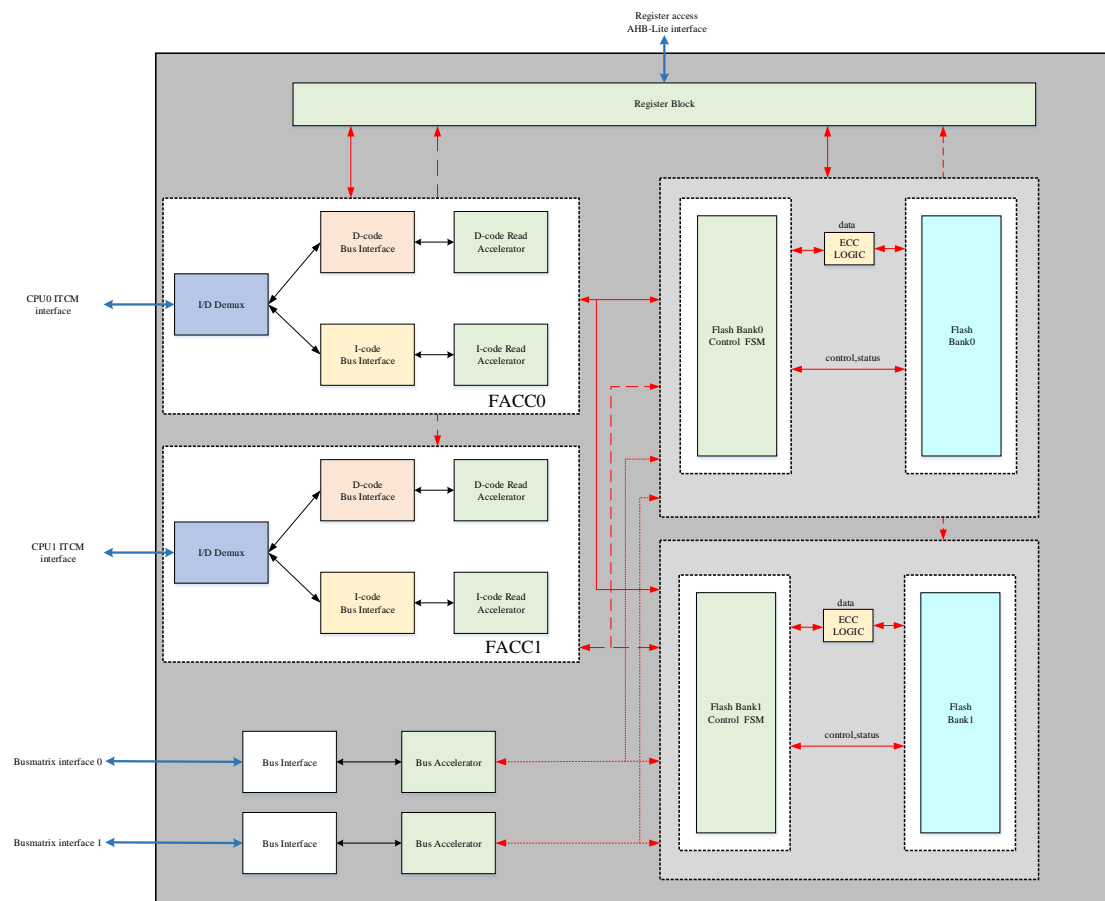 Register access
AHB-Lite interface
Register Block
D-code
Bus Interface
D-code Read
Accelerator
I/D Demux
CPU0 ITCM
interface
I-code
Bus Interface
I-code Read
Accelerator
FACC0
data
ECC
LOGIC
Flash Bank0
Control FSM
Flash
Bank0
control,status
D-code
Bus Interface
D-code Read
Accelerator
I/D Demux
CPU1 ITCM
interface
I-code
Bus Interface
I-code Read
Accelerator
FACC1
data
ECC
LOGIC
Flash Bank1
Control FSM
Flash
Bank1
control,status
Busmatrix interface 0
Bus Interface
Bus Accelerator
Busmatrix interface 1
Bus Interface
Bus Accelerator